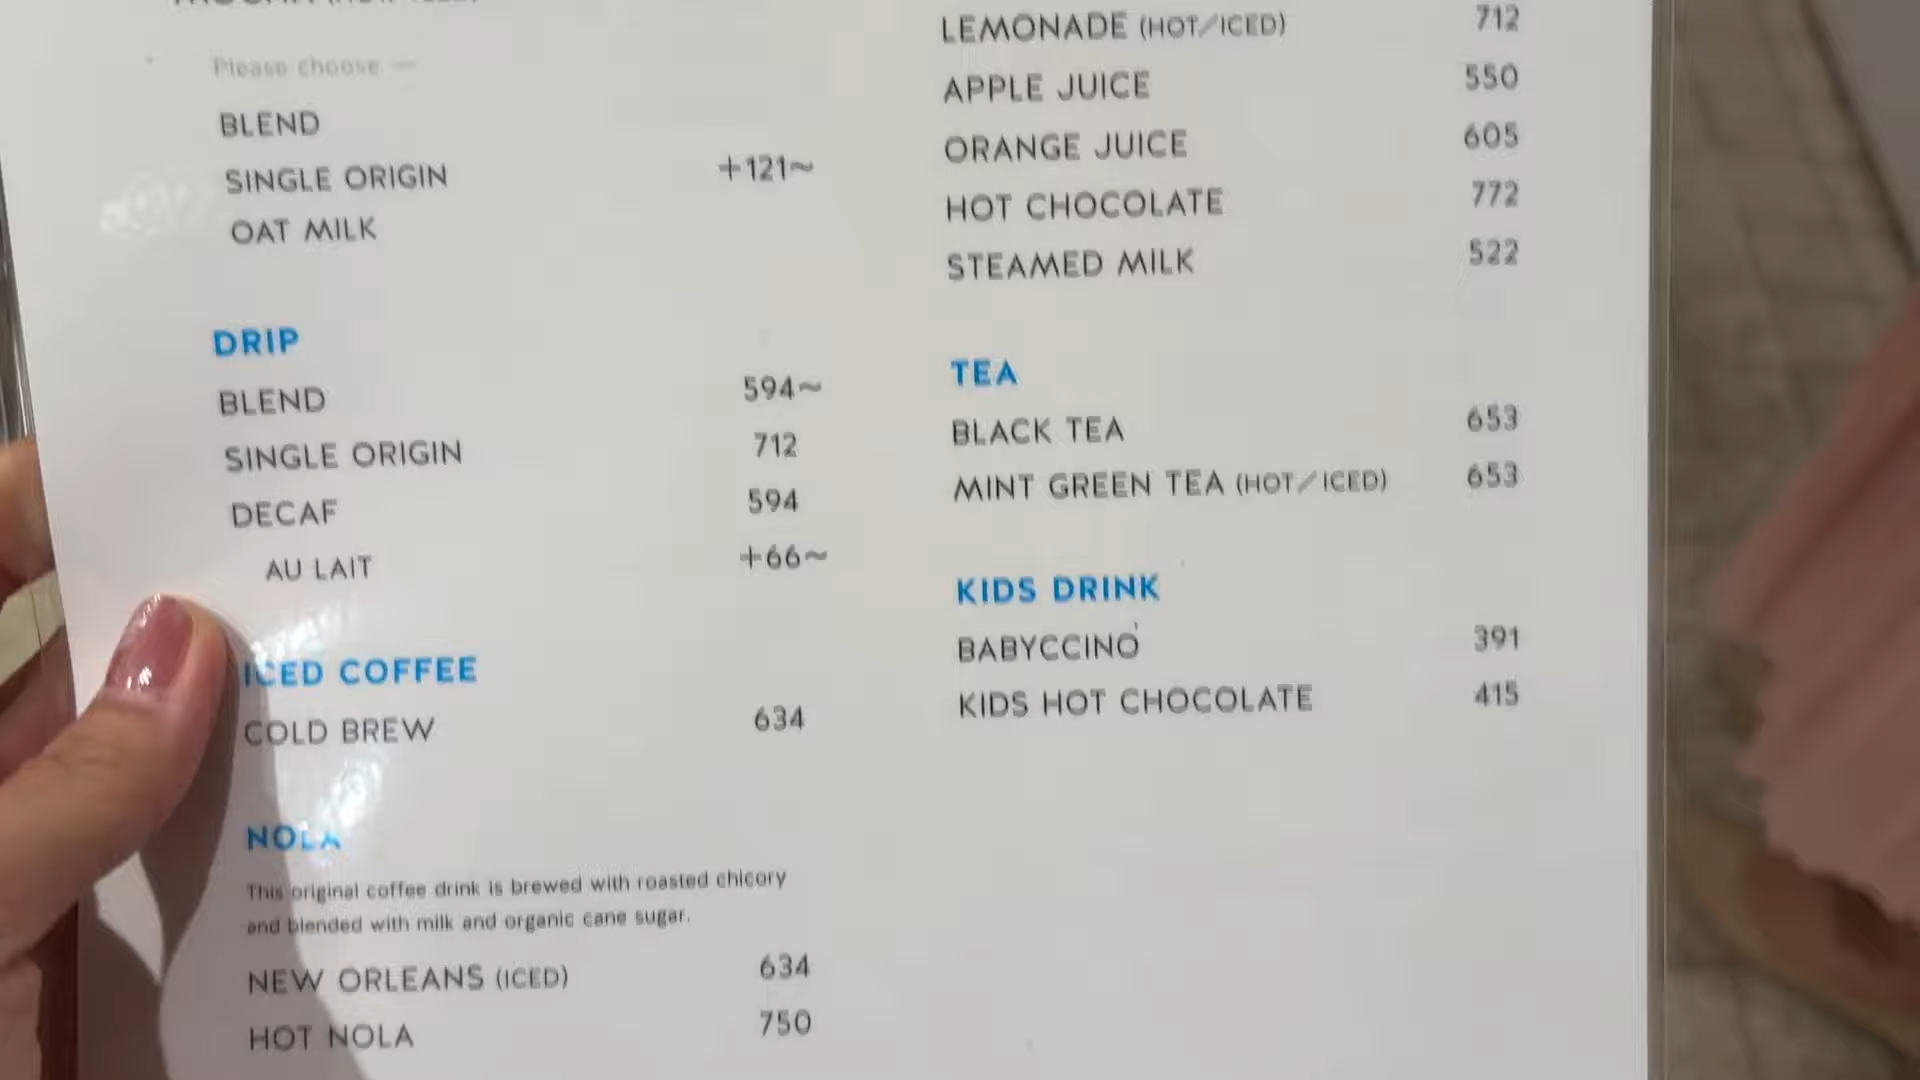 Please choose —
BLEND
SINGLE ORIGIN +121~
OAT MILK
DRIP
BLEND 594~
SINGLE ORIGIN 712
DECAF 594
AU LAIT +66~
ICED COFFEE
COLD BREW 634
NOLA
This original coffee drink is brewed with roasted chicory
and blended with milk and organic cane sugar.
NEW ORLEANS (ICED) 634
HOT NOLA 750
LEMONADE (HOT/ICED) 712
APPLE JUICE 550
ORANGE JUICE 605
HOT CHOCOLATE 772
STEAMED MILK 522
TEA
BLACK TEA 653
MINT GREEN TEA (HOT/ICED) 653
KIDS DRINK
BABYCCINO 391
KIDS HOT CHOCOLATE 415